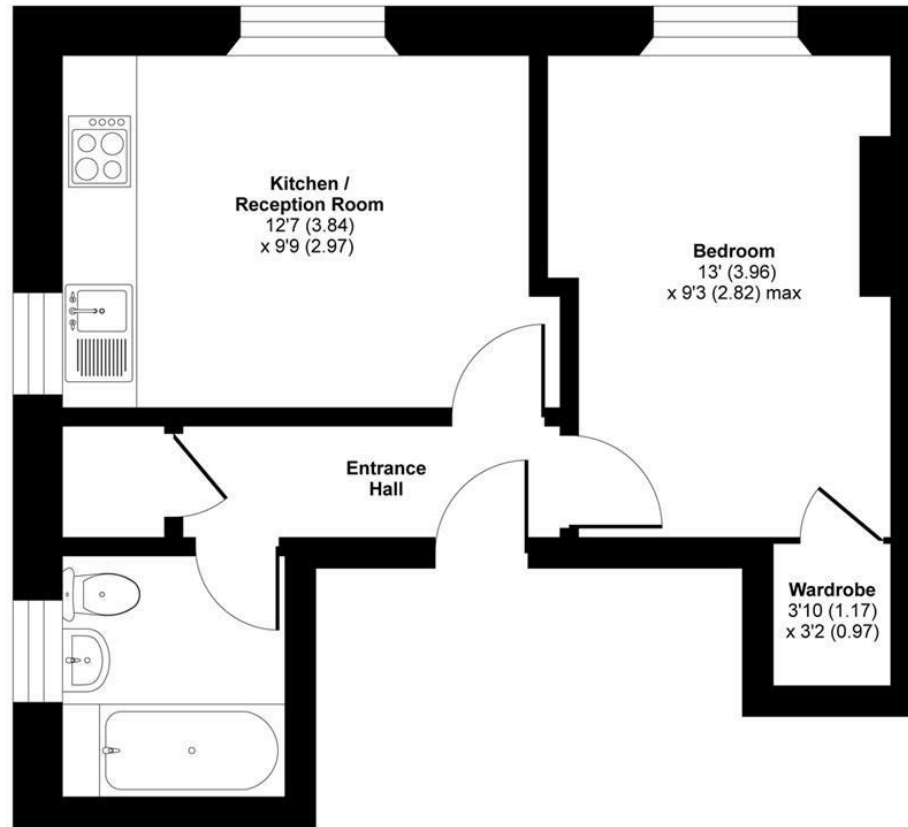 Kitchen /
Reception Room
12'7 (3.84)
x 9'9 (2.97)
Bedroom
13' (3.96)
x 9'3 (2.82) max
Entrance
Hall
Wardrobe
3'10 (1.17)
x 3'2 (0.97)